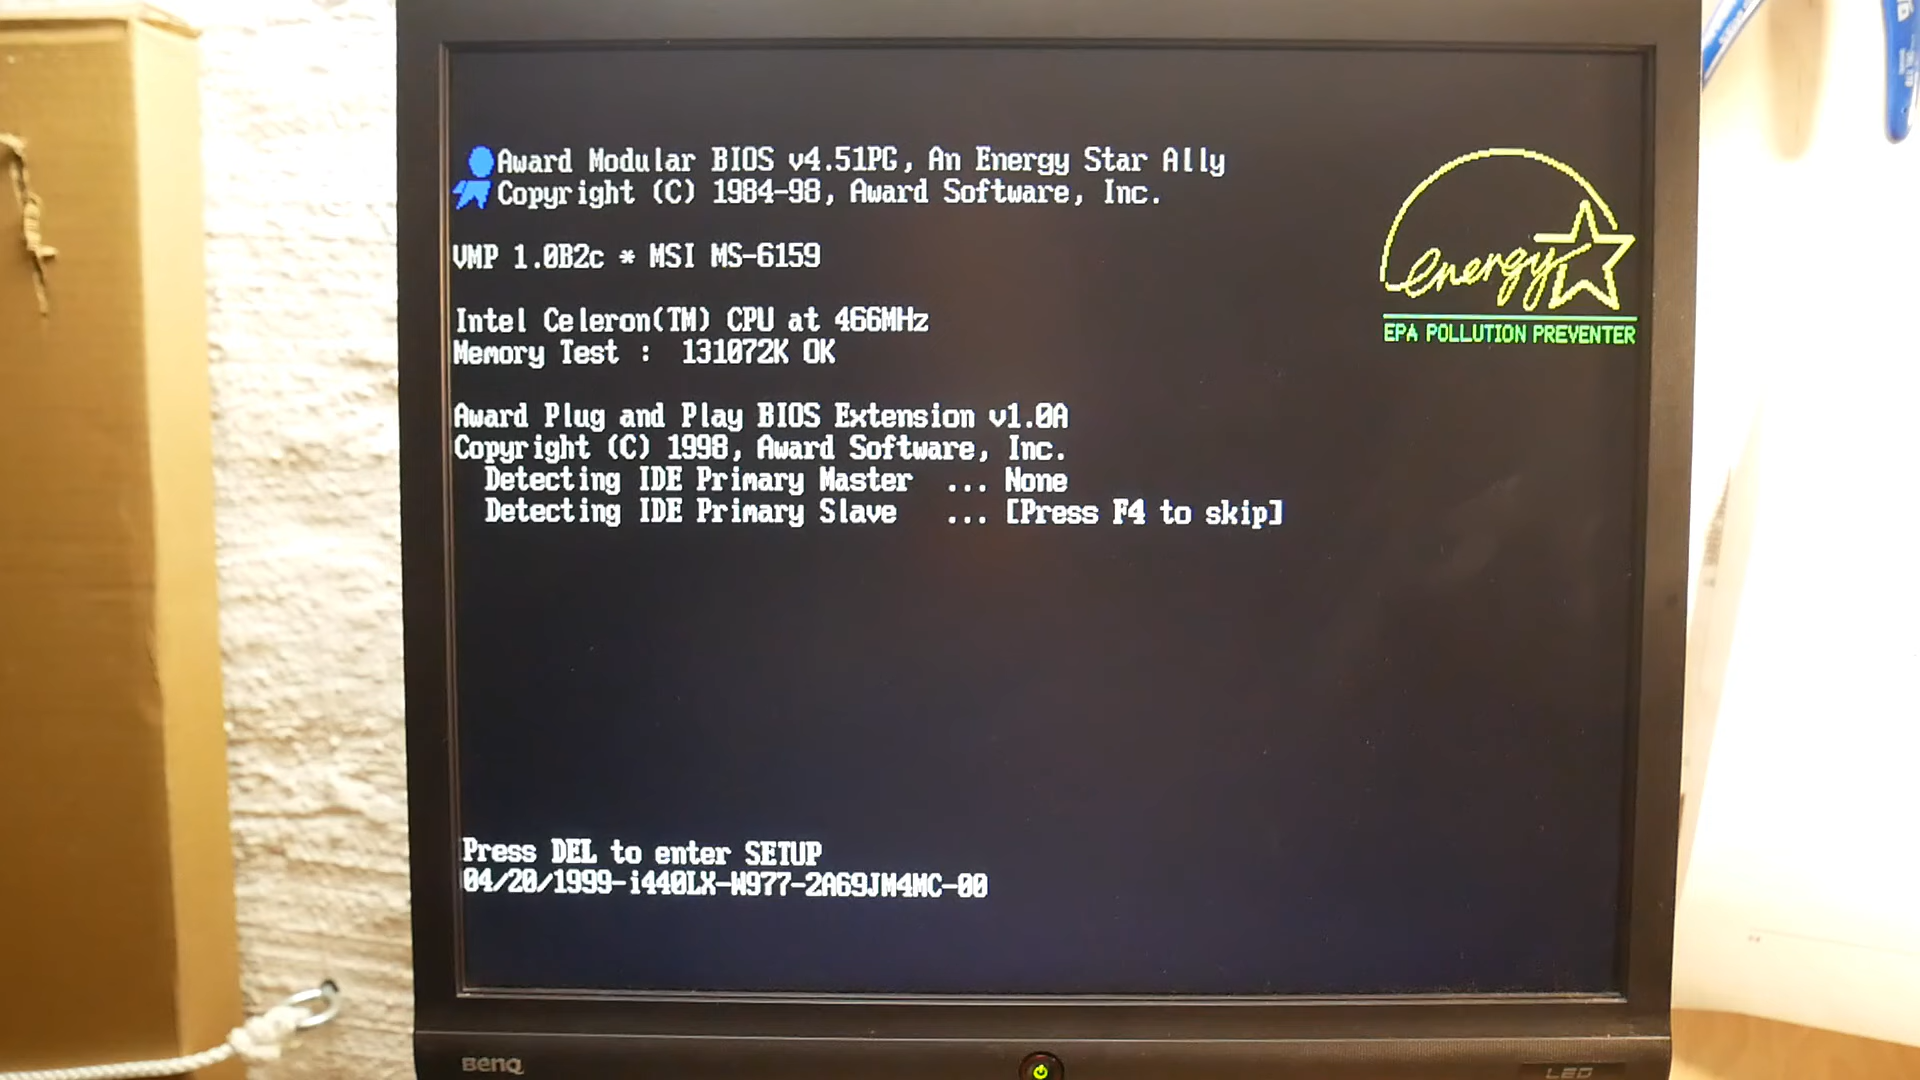 Award Modular BIOS v4.51PG, An Energy Star Ally
Copyright (C) 1984-98, Award Software, Inc.
energy
EPA POLLUTION PREVENTER
VMP 1.0B2c * MSI MS-6159
Intel Celeron(TM) CPU at 466MHz
Memory Test :  131072K OK
Award Plug and Play BIOS Extension v1.0A
Copyright (C) 1998, Award Software, Inc.
Detecting IDE Primary Master  ... None
Detecting IDE Primary Slave   ... [Press F4 to skip]
Press DEL to enter SETUP
04/20/1999-i440LX-W977-2A69JM4MC-00
BenQ
LED